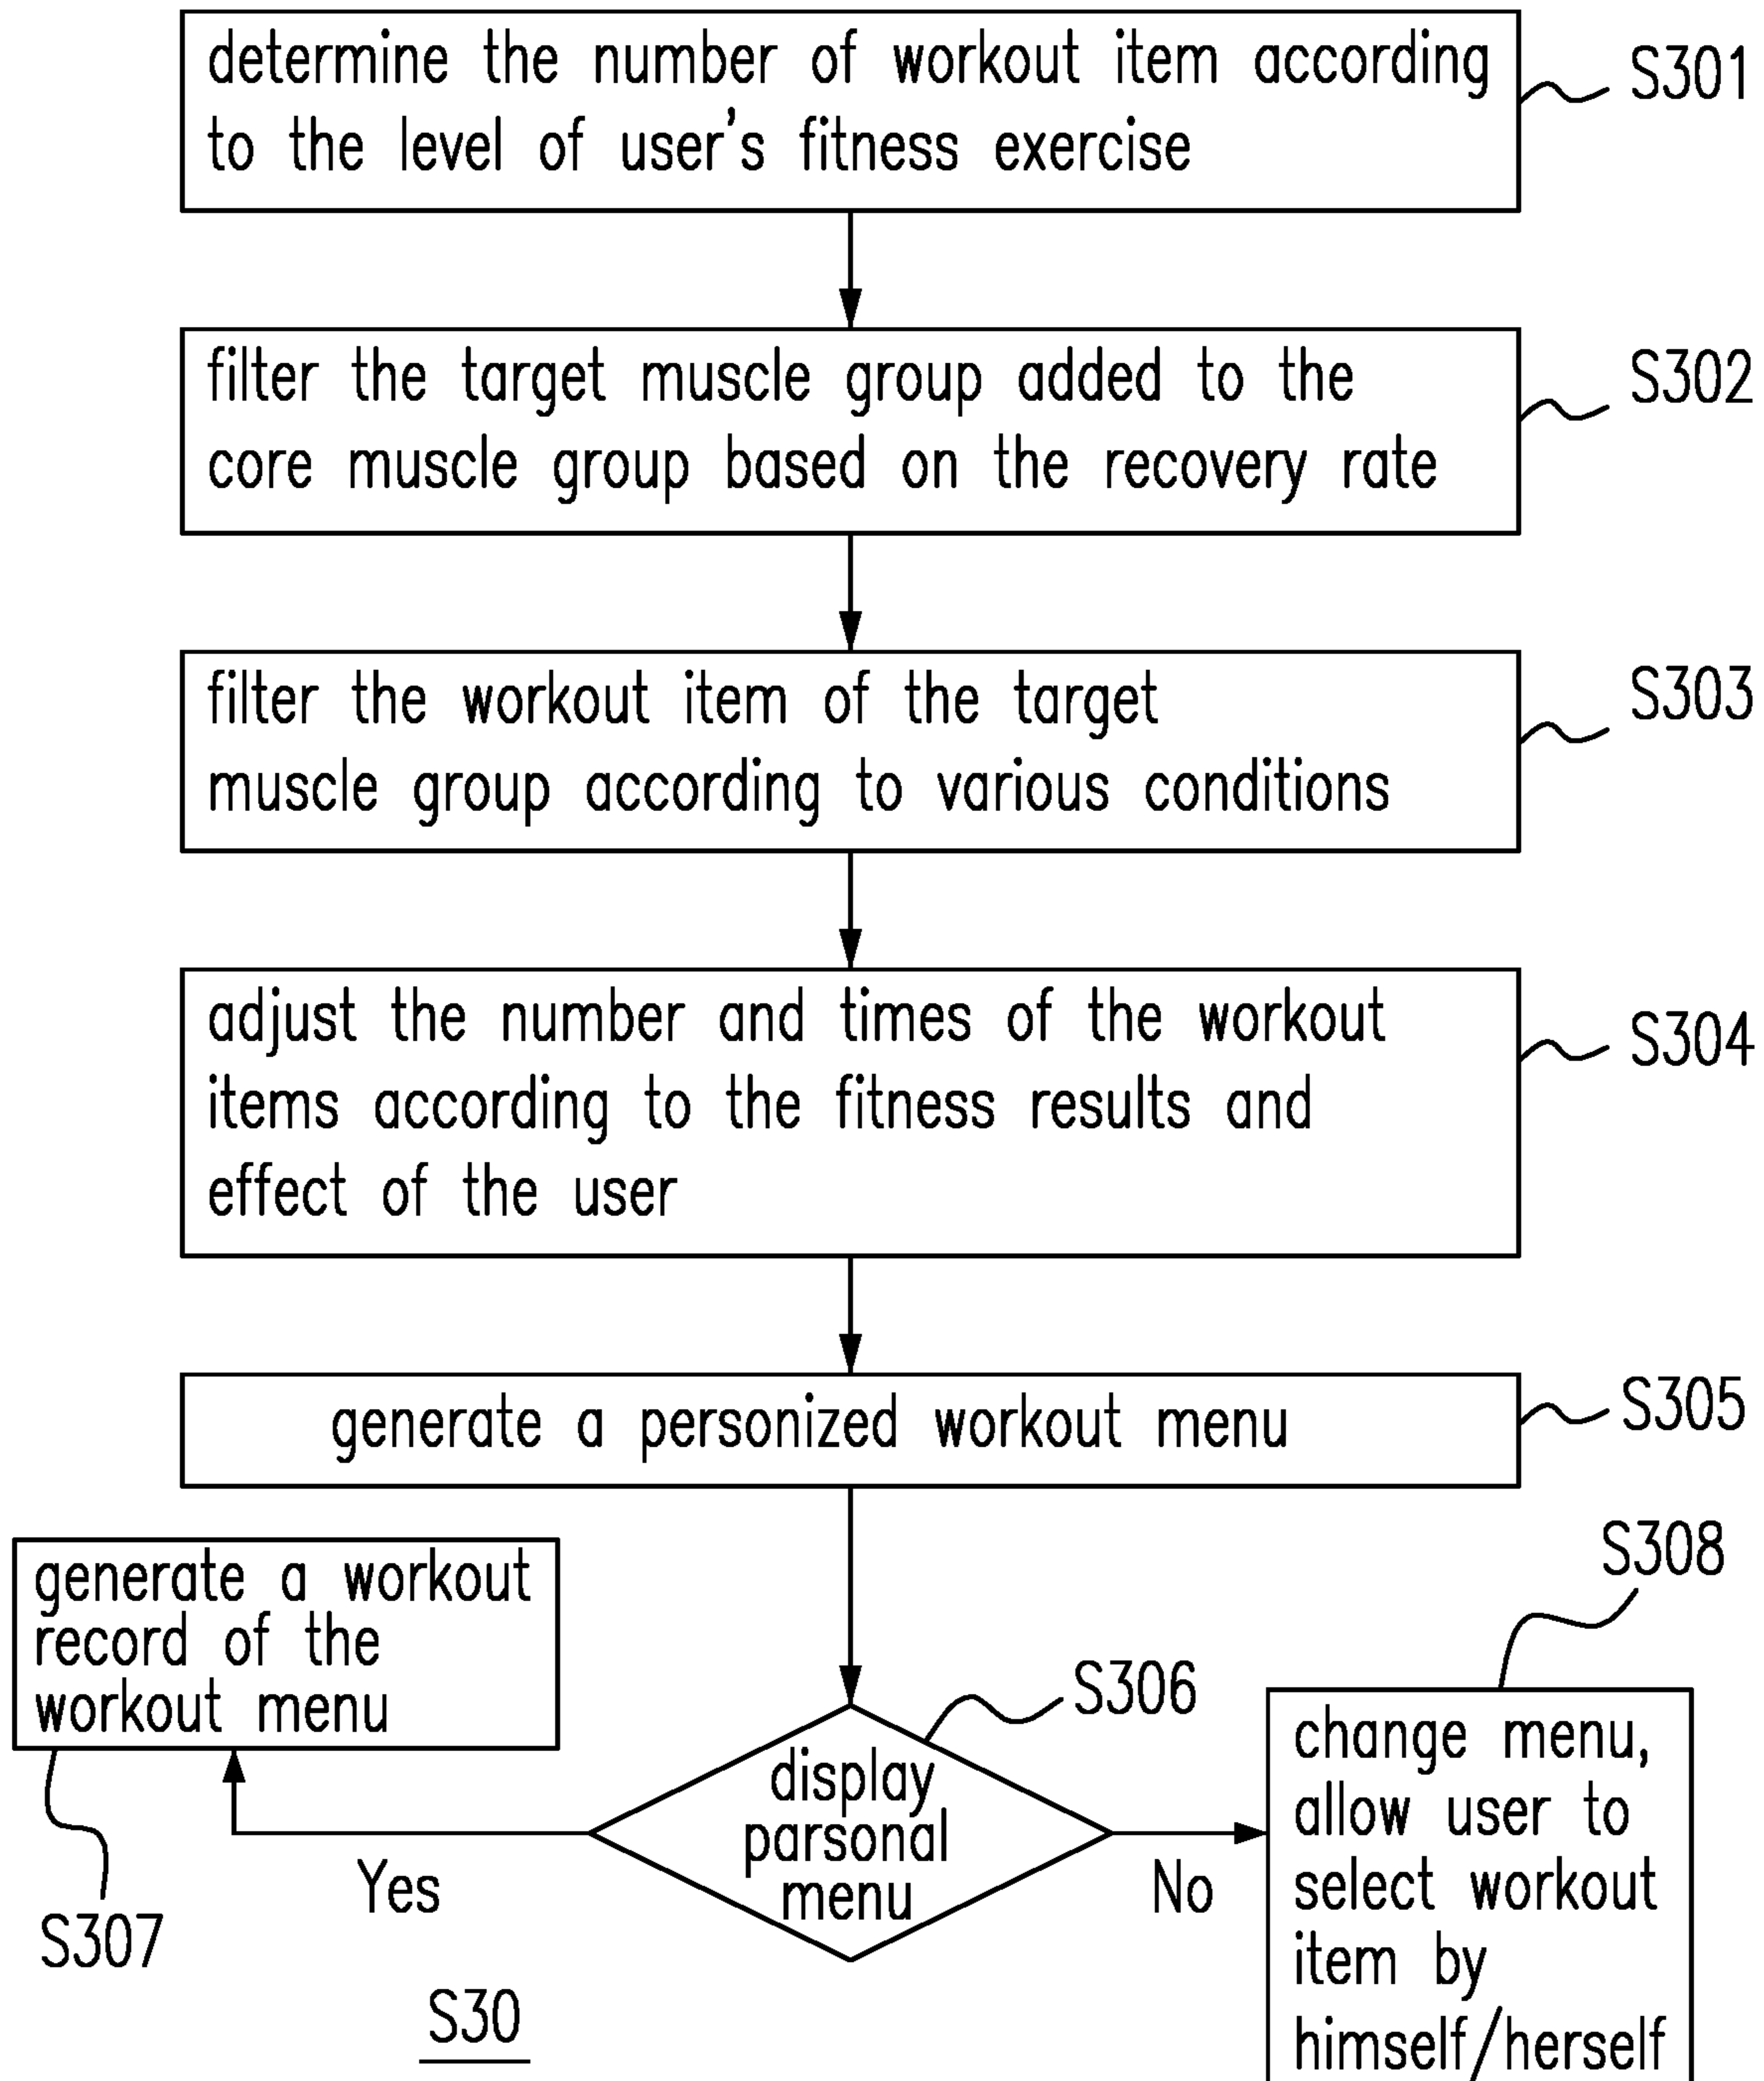 determine the number of workout item according
to the level of user's fitness exercise
S301
filter the target muscle group added to the
core muscle group based on the recovery rate
S302
filter the workout item of the target
muscle group according to various conditions
S303
adjust the number and times of the workout
items according to the fitness results and
effect of the user
S304
generate a personized workout menu
S305
generate a workout
record of the
workout menu
S307
display
parsonal
menu
S306
Yes
No
S308
change menu,
allow user to
select workout
item by
himself/herself
S30